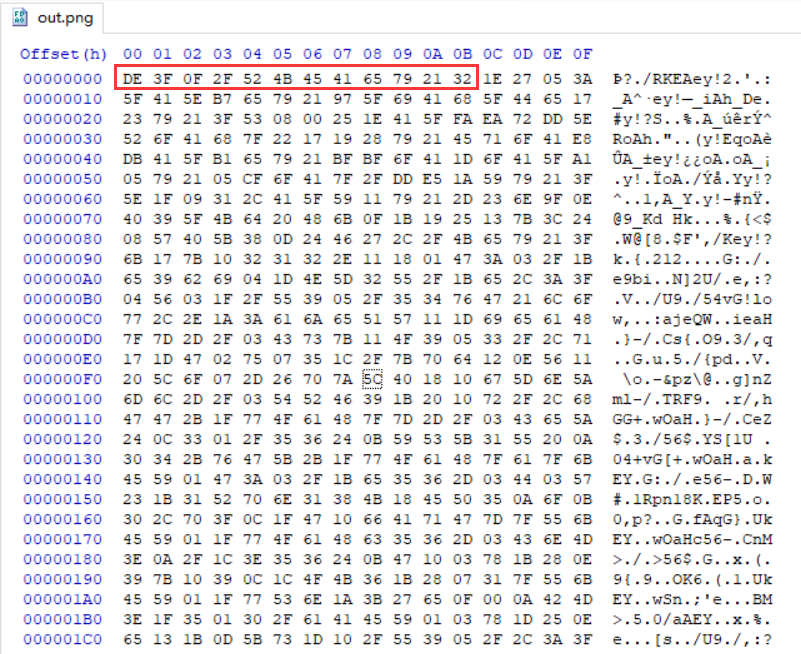 out.png
Offset(h) 00 01 02 03 04 05 06 07 08 09 0A 0B 0C 0D 0E 0F
00000000 DE 3F 0F 2F 52 4B 45 41 65 79 21 32 1E 27 05 3A Þ?./RKEAey!2.'.:
00000010 5F 41 5E B7 65 79 21 97 5F 69 41 68 5F 44 65 17 _A^·ey!—_iAh_De.
00000020 23 79 21 3F 53 08 00 25 1E 41 5F FA EA 72 DD 5E #y!?S..%.A_úêrÝ^
00000030 52 6F 41 68 7F 22 17 19 28 79 21 45 71 6F 41 E8 RoAh."..(y!EqoAè
00000040 DB 41 5F B1 65 79 21 BF BF 6F 41 1D 6F 41 5F A1 ÛA_±ey!¿¿oA.oA_¡
00000050 05 79 21 05 CF 6F 41 7F 2F DD E5 1A 59 79 21 3F .y!.ÏoA./Ýå.Yy!?
00000060 5E 1F 09 31 2C 41 5F 59 11 79 21 2D 23 6E 9F 0E ^..1,A_Y.y!-#nŸ.
00000070 40 39 5F 4B 64 20 48 6B 0F 1B 19 25 13 7B 3C 24 @9_Kd Hk...%.{<$
00000080 08 57 40 5B 38 0D 24 46 27 2C 2F 4B 65 79 21 3F .W@[8.$F',/Key!?
00000090 6B 17 7B 10 32 31 32 2E 11 18 01 47 3A 03 2F 1B k.{.212....G:./.
000000A0 65 39 62 69 04 1D 4E 5D 32 55 2F 1B 65 2C 3A 3F e9bi..N]2U/.e,:?
000000B0 04 56 03 1F 2F 55 39 05 2F 35 34 76 47 21 6C 6F .V../U9./54vG!lo
000000C0 77 2C 2E 1A 3A 61 6A 65 51 57 11 1D 69 65 61 48 w,..:ajeQW..ieaH
000000D0 7F 7D 2D 2F 03 43 73 7B 11 4F 39 05 33 2F 2C 71 .}-/.Cs{.O9.3/,q
000000E0 17 1D 47 02 75 07 35 1C 2F 7B 70 64 12 0E 56 11 ..G.u.5./{pd..V.
000000F0 20 5C 6F 07 2D 26 70 7A 5C 40 18 10 67 5D 6E 5A  \o.-&pz\@..g]nZ
00000100 6D 6C 2D 2F 03 54 52 46 39 1B 20 10 72 2F 2C 68 ml-/.TRF9. .r/,h
00000110 47 47 2B 1F 77 4F 61 48 7F 7D 2D 2F 03 43 65 5A GG+.wOaH.}-/.CeZ
00000120 24 0C 33 01 2F 35 36 24 0B 59 53 5B 31 55 20 0A $.3./56$.YS[1U .
00000130 30 34 2B 76 47 5B 2B 1F 77 4F 61 48 7F 61 7F 6B 04+vG[+.wOaH.a.k
00000140 45 59 01 47 3A 03 2F 1B 65 35 36 2D 03 44 03 57 EY.G:./.e56-.D.W
00000150 23 1B 31 52 70 6E 31 38 4B 18 45 50 35 0A 6F 0B #.1Rpn18K.EP5.o.
00000160 30 2C 70 3F 0C 1F 47 10 66 41 71 47 7D 7F 55 6B 0,p?..G.fAqG}.Uk
00000170 45 59 01 1F 77 4F 61 48 63 35 36 2D 03 43 6E 4D EY..wOaHc56-.CnM
00000180 3E 0A 2F 1C 3E 35 36 24 0B 47 10 03 78 1B 28 0E >./.>56$.G..x.(.
00000190 39 7B 10 39 0C 1C 4F 4B 36 1B 28 07 31 7F 55 6B 9{.9..OK6.(.1.Uk
000001A0 45 59 01 1F 77 53 6E 1A 3B 27 65 0F 00 0A 42 4D EY..wSn.;'e...BM
000001B0 3E 1F 35 01 30 2F 61 41 45 59 01 03 78 1D 25 0E >.5.0/aAEY..x.%.
000001C0 65 13 1B 0D 5B 73 1D 10 2F 55 39 05 2F 2C 3A 3F e...[s../U9./,:?